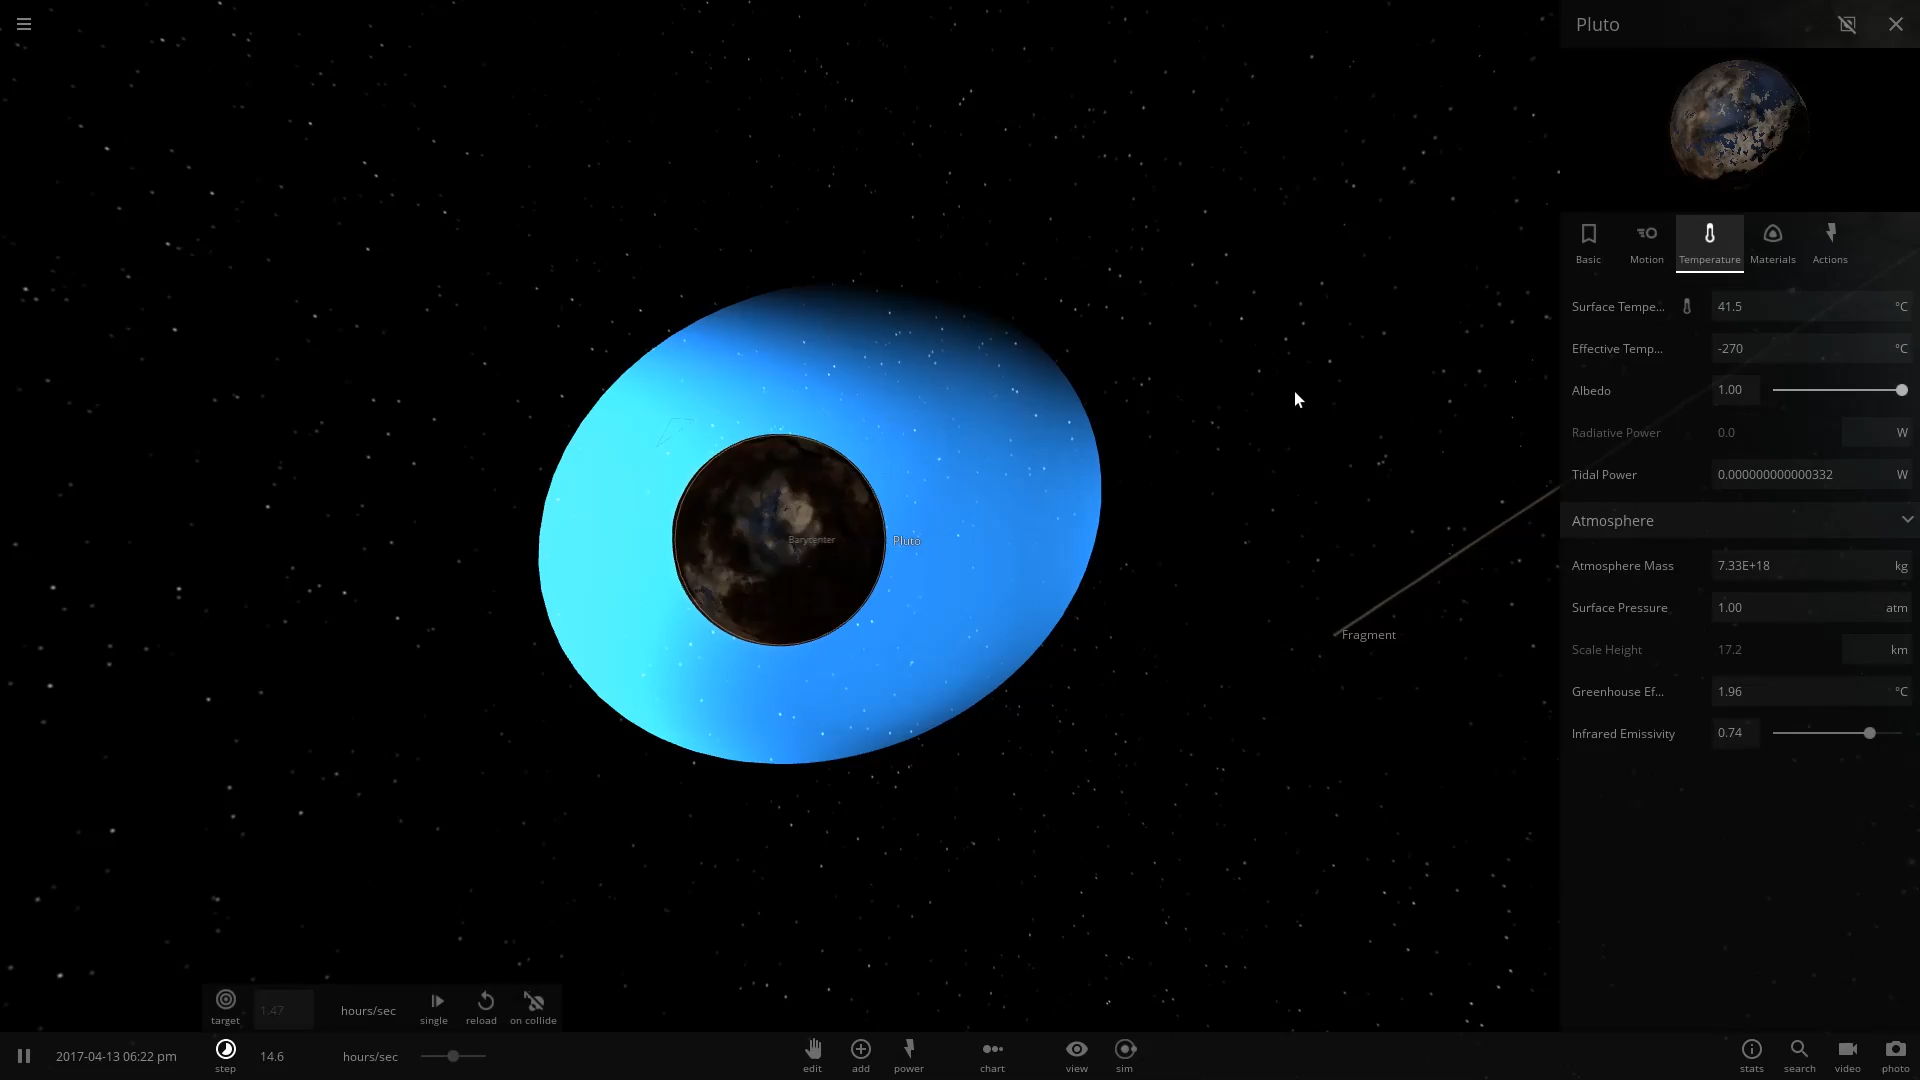 Pluto
Basic
Motion
Temperature
Materials
Actions
Surface Tempe... 41.5 °C
Effective Temp... -270 °C
Albedo 1.00
Radiative Power 0.0 W
Tidal Power 0.000000000000332 W
Atmosphere
Atmosphere Mass 7.33E+18 kg
Surface Pressure 1.00 atm
Scale Height 17.2 km
Greenhouse Ef... 1.96 °C
Infrared Emissivity 0.74
Barycenter
Pluto
Fragment
target
1.47 hours/sec
single
reload
on collide
2017-04-13 06:22 pm
step
14.6 hours/sec
edit
add
power
chart
view
sim
stats
search
video
photo